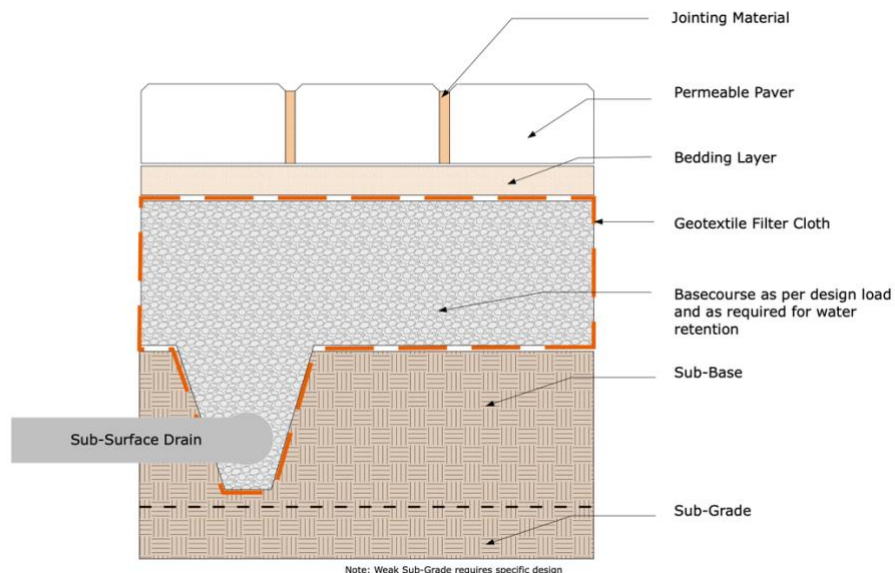 Jointing Material
Permeable Paver
Bedding Layer
Geotextile Filter Cloth
Basecourse as per design load
and as required for water
retention
Sub-Base
Sub-Surface Drain
Sub-Grade
Note: Weak Sub-Grade requires specific design